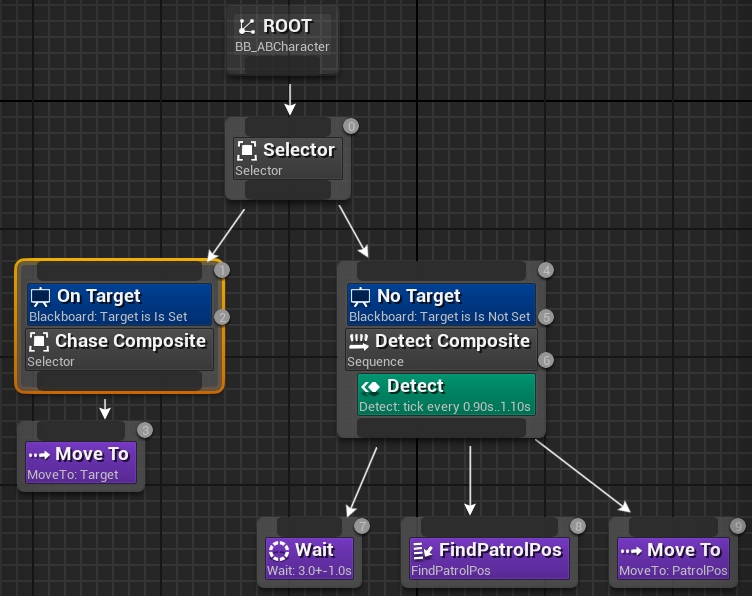 ROOT
BB_ABCharacter
0
Selector
Selector
1
On Target
Blackboard: Target is Is Set
2
Chase Composite
Selector
4
No Target
Blackboard: Target is Is Not Set
5
Detect Composite
Sequence
6
Detect
Detect: tick every 0.90s..1.10s
3
Move To
MoveTo: Target
7
Wait
Wait: 3.0+-1.0s
8
FindPatrolPos
FindPatrolPos
9
Move To
MoveTo: PatrolPos